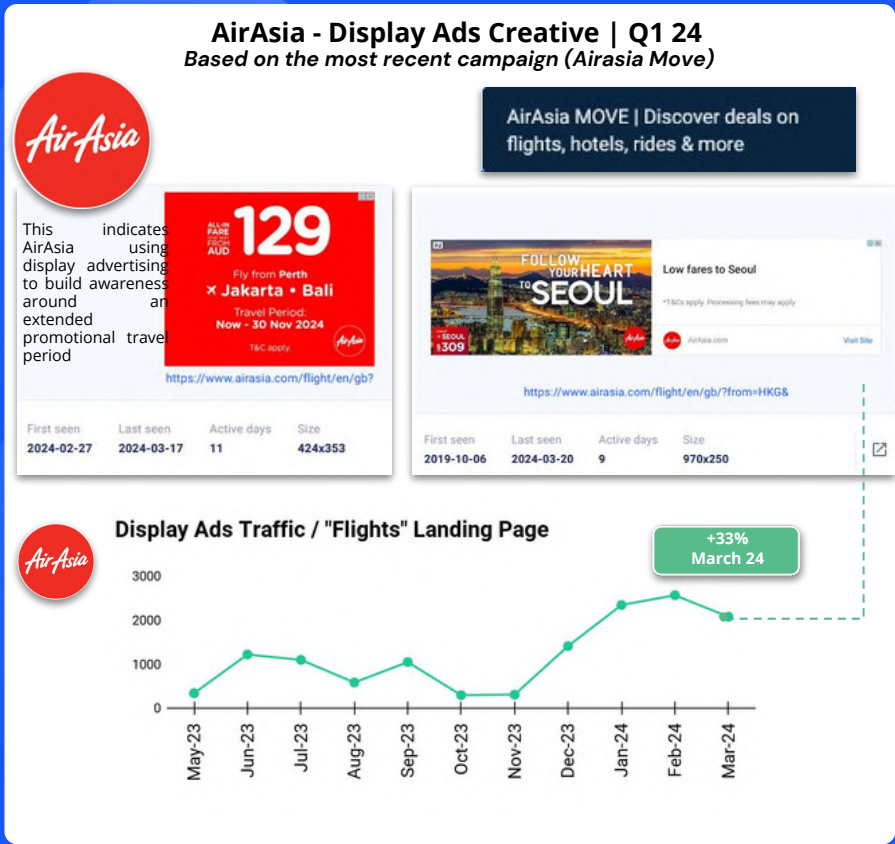 AirAsia - Display Ads Creative | Q1 24
Based on the most recent campaign (Airasia Move)
AirAsia
AirAsia MOVE | Discover deals on
flights, hotels, rides & more
This indicates
AirAsia using
display advertising
to build awareness
around an
extended
promotional travel
period
ALL-IN
FARE
FROM
AUD
129
Fly from Perth
Jakarta • Bali
Travel Period:
Now - 30 Nov 2024
T&C apply.
AirAsia
https://www.airasia.com/flight/en/gb?
First seen Last seen Active days Size
2024-02-27 2024-03-17 11 424x353
Ad
FOLLOW
YOUR HEART
TO SEOUL
SEOUL
$309
AirAsia
Low fares to Seoul
*T&Cs apply. Processing fees may apply
AirAsia.com
Visit Site
https://www.airasia.com/flight/en/gb/?from=HKG&
First seen Last seen Active days Size
2019-10-06 2024-03-20 9 970x250
AirAsia
Display Ads Traffic / "Flights" Landing Page
+33%
March 24
3000
2000
1000
0
May-23 Jun-23 Jul-23 Aug-23 Sep-23 Oct-23 Nov-23 Dec-23 Jan-24 Feb-24 Mar-24